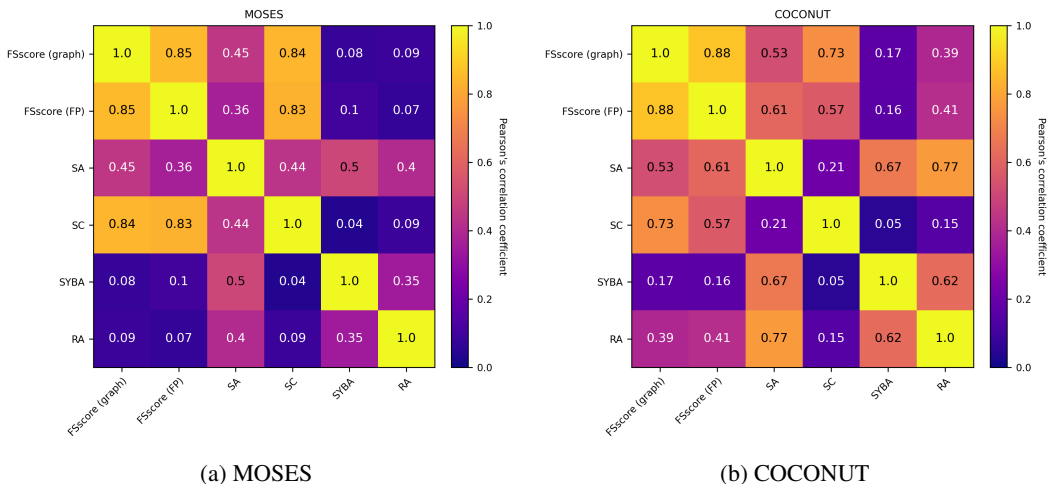 MOSES
FSscore (graph) 1.0 0.85 0.45 0.84 0.08 0.09
FSscore (FP) 0.85 1.0 0.36 0.83 0.1 0.07
SA 0.45 0.36 1.0 0.44 0.5 0.4
SC 0.84 0.83 0.44 1.0 0.04 0.09
SYBA 0.08 0.1 0.5 0.04 1.0 0.35
RA 0.09 0.07 0.4 0.09 0.35 1.0
FSscore (graph) FSscore (FP) SA SC SYBA RA
1.0
0.8
0.6
0.4
0.2
0.0
Pearson's correlation coefficient
(a) MOSES
COCONUT
FSscore (graph) 1.0 0.88 0.53 0.73 0.17 0.39
FSscore (FP) 0.88 1.0 0.61 0.57 0.16 0.41
SA 0.53 0.61 1.0 0.21 0.67 0.77
SC 0.73 0.57 0.21 1.0 0.05 0.15
SYBA 0.17 0.16 0.67 0.05 1.0 0.62
RA 0.39 0.41 0.77 0.15 0.62 1.0
FSscore (graph) FSscore (FP) SA SC SYBA RA
1.0
0.8
0.6
0.4
0.2
0.0
Pearson's correlation coefficient
(b) COCONUT